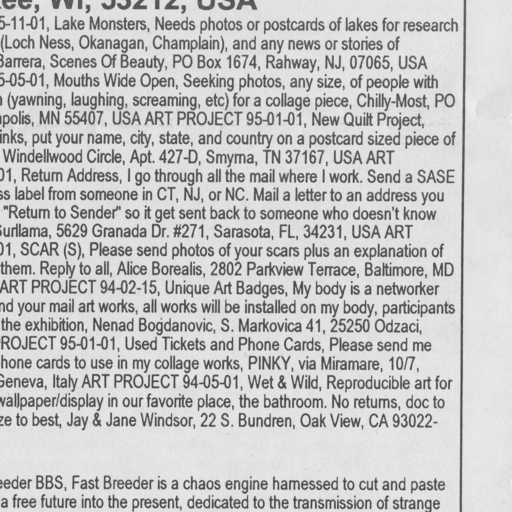 ee, WI, 53212, USA
5-11-01, Lake Monsters, Needs photos or postcards of lakes for research
(Loch Ness, Okanagan, Champlain), and any news or stories of
Barrera, Scenes Of Beauty, PO Box 1674, Rahway, NJ, 07065, USA
5-05-01, Mouths Wide Open, Seeking photos, any size, of people with
n (yawning, laughing, screaming, etc) for a collage piece, Chilly-Most, PO
apolis, MN 55407, USA ART PROJECT 95-01-01, New Quilt Project,
inks, put your name, city, state, and country on a postcard sized piece of
Windellwood Circle, Apt. 427-D, Smyrna, TN 37167, USA ART
01, Return Address, I go through all the mail where I work. Send a SASE
ss label from someone in CT, NJ, or NC. Mail a letter to an address you
"Return to Sender" so it get sent back to someone who doesn't know
Surllama, 5629 Granada Dr. #271, Sarasota, FL, 34231, USA ART
01, SCAR (S), Please send photos of your scars plus an explanation of
them. Reply to all, Alice Borealis, 2802 Parkview Terrace, Baltimore, MD
ART PROJECT 94-02-15, Unique Art Badges, My body is a networker
nd your mail art works, all works will be installed on my body, participants
the exhibition, Nenad Bogdanovic, S. Markovica 41, 25250 Odzaci,
ROJECT 95-01-01, Used Tickets and Phone Cards, Please send me
hone cards to use in my collage works, PINKY, via Miramare, 10/7,
Geneva, Italy ART PROJECT 94-05-01, Wet & Wild, Reproducible art for
wallpaper/display in our favorite place, the bathroom. No returns, doc to
ze to best, Jay & Jane Windsor, 22 S. Bundren, Oak View, CA 93022-
eeder BBS, Fast Breeder is a chaos engine harnessed to cut and paste
a free future into the present, dedicated to the transmission of strange